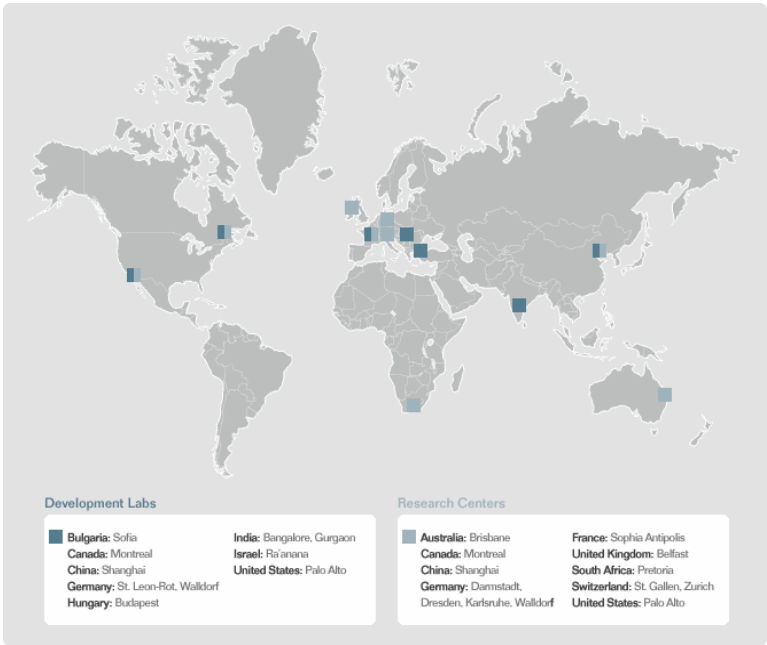 Development Labs
Bulgaria: Sofia
Canada: Montreal
China: Shanghai
Germany: St. Leon-Rot, Walldorf
Hungary: Budapest
India: Bangalore, Gurgaon
Israel: Ra'anana
United States: Palo Alto
Research Centers
Australia: Brisbane
Canada: Montreal
China: Shanghai
Germany: Darmstadt,
Dresden, Karlsruhe, Walldorf
France: Sophia Antipolis
United Kingdom: Belfast
South Africa: Pretoria
Switzerland: St. Gallen, Zurich
United States: Palo Alto